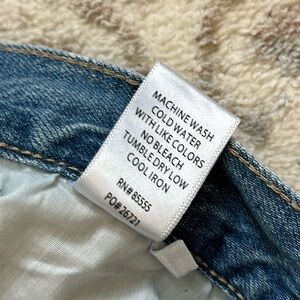 MACHINE WASH
COLD WATER
WITH LIKE COLORS
NO BLEACH
TUMBLE DRY LOW
COOL IRON
RN# 85555
PO# 26721